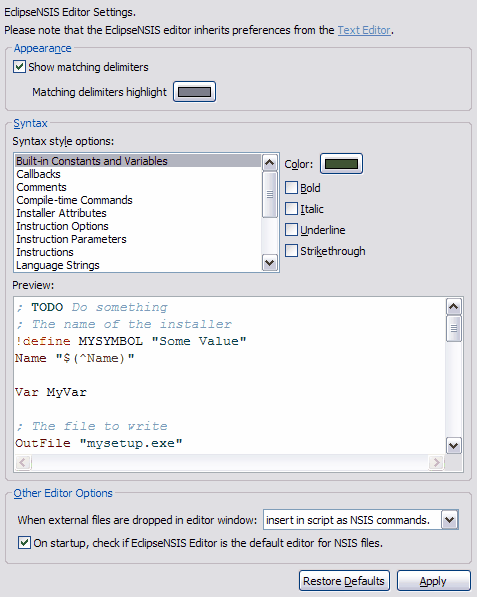 EclipseNSIS Editor Settings.
Please note that the EclipseNSIS editor inherits preferences from the Text Editor.
Appearance
Show matching delimiters
Matching delimiters highlight
Syntax
Syntax style options:
Built-in Constants and Variables
Callbacks
Comments
Compile-time Commands
Installer Attributes
Instruction Options
Instruction Parameters
Instructions
Language Strings
Color:
Bold
Italic
Underline
Strikethrough
Preview:
; TODO Do something
; The name of the installer
!define MYSYMBOL "Some Value"
Name "$(^Name)"
Var MyVar
; The file to write
OutFile "mysetup.exe"
Other Editor Options
When external files are dropped in editor window: insert in script as NSIS commands.
On startup, check if EclipseNSIS Editor is the default editor for NSIS files.
Restore Defaults Apply